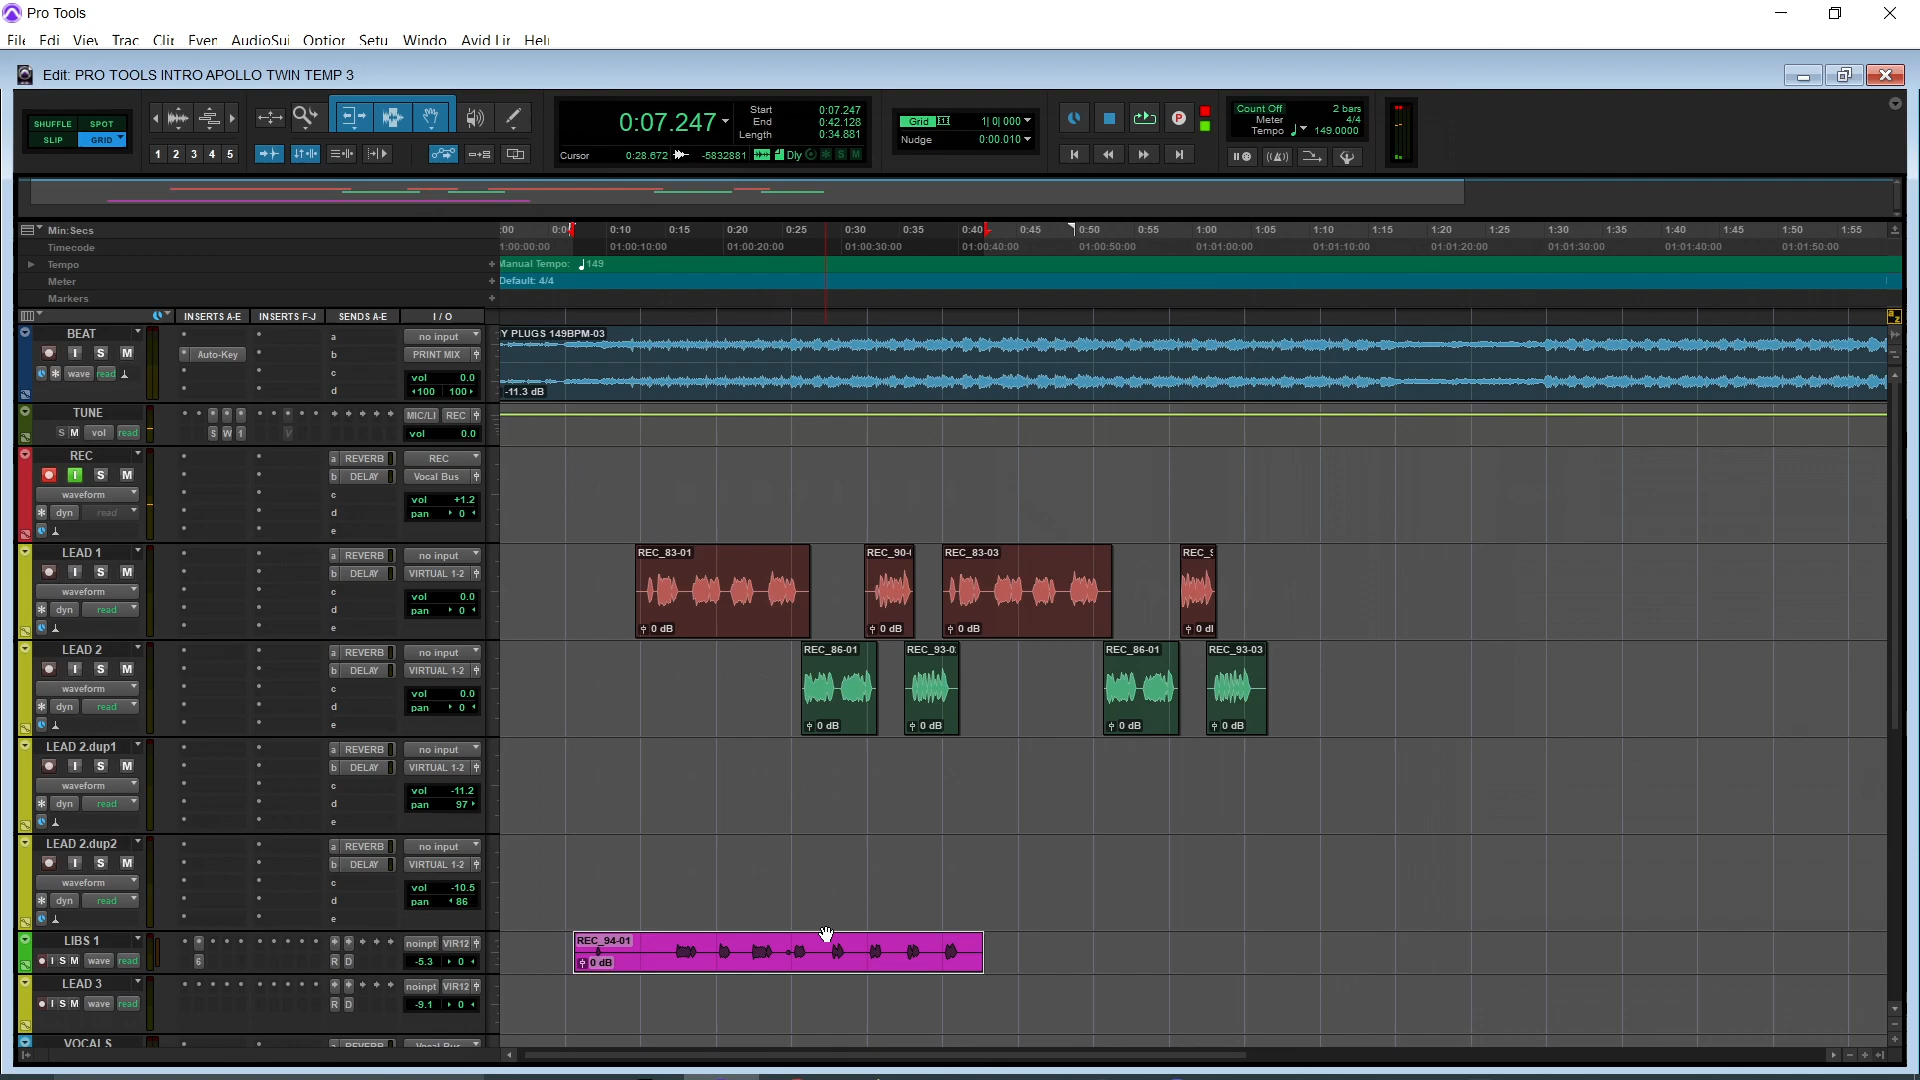 Pro Tools
Trac
AudioSui
Setu
Windo
Avid Lir
Edit: PRO TOOLS INTRO APOLLO TWIN TEMP 3
SHUFFLE SPOT
SLIP GRID
1 2 3 4 5
0:07.247
Start 0:07.247
End 0:42.128
Length 0:34.881
Cursor 0:28.672 -5832881 Dly
Grid 1| 0| 000
Nudge 0:00.010
Count Off 2 bars
Meter 4/4
Tempo 149.0000
Min:Secs :00 0:10 0:15 0:20 0:25 0:30 0:35 0:40 0:45 0:50 0:55 1:00 1:05 1:10 1:15 1:20 1:25 1:30 1:35 1:40 1:45 1:50 1:55
Timecode 1:00:00:00 01:00:10:00 01:00:20:00 01:00:30:00 01:00:40:00 01:00:50:00 01:01:00:00 01:01:10:00 01:01:20:00 01:01:30:00 01:01:40:00 01:01:50:00
Tempo Manual Tempo: 149
Meter Default: 4/4
Markers
INSERTS A-E INSERTS F-J SENDS A-E I / O
BEAT a no input Y PLUGS 149BPM-03
I S M Auto-Key b PRINT MIX
wave read c vol 0.0
d 100 100 -11.3 dB
TUNE MIC/LI REC
S M vol read S W 1 V vol 0.0
REC a REVERB REC
I S M b DELAY Vocal Bus
waveform c vol +1.2
dyn read d pan 0
e
LEAD 1 a REVERB no input REC_83-01 REC_90-( REC_83-03 REC_9
I S M b DELAY VIRTUAL 1-2
waveform c vol 0.0
dyn read d pan 0
e 0 dB 0 dB 0 dB 0 dl
LEAD 2 a REVERB no input REC_86-01 REC_93-0 REC_86-01 REC_93-03
I S M b DELAY VIRTUAL 1-2
waveform c vol 0.0
dyn read d pan 0
e 0 dB 0 dB 0 dB 0 dB
LEAD 2.dup1 a REVERB no input
I S M b DELAY VIRTUAL 1-2
waveform c vol -11.2
dyn read d pan 97
e
LEAD 2.dup2 a REVERB no input
I S M b DELAY VIRTUAL 1-2
waveform c vol -10.5
dyn read d pan 86
e
LIBS 1 noinpt VIR12 REC_94-01
I S M wave read 6 R D -5.3 0 0 dB
LEAD 3 noinpt VIR12
I S M wave read R D -9.1 0
VOCALS a REVERB Vocal Bus